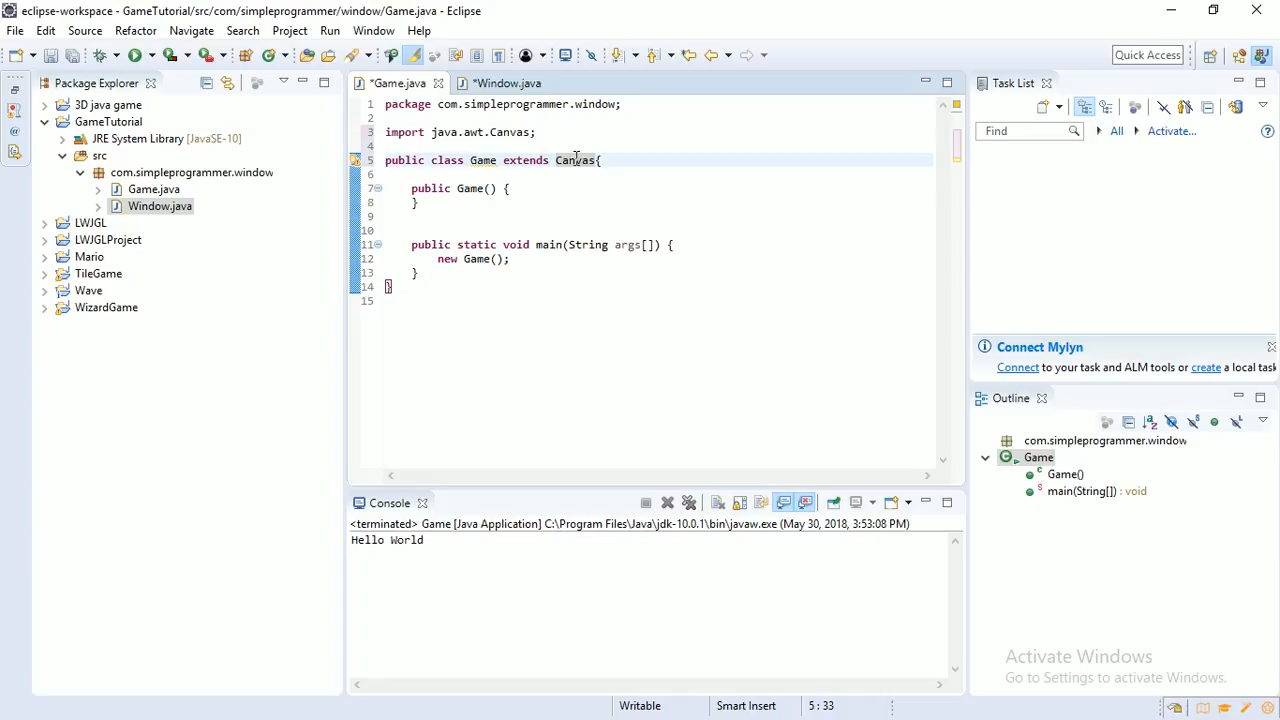 eclipse-workspace - GameTutorial/src/com/simpleprogrammer/window/Game.java - Eclipse
File Edit Source Refactor Navigate Search Project Run Window Help
Quick Access
Package Explorer
3D java game
GameTutorial
JRE System Library [JavaSE-10]
src
com.simpleprogrammer.window
Game.java
Window.java
LWJGL
LWJGLProject
Mario
TileGame
Wave
WizardGame
*Game.java *Window.java
1 package com.simpleprogrammer.window;
2
3 import java.awt.Canvas;
4
5 public class Game extends Canvas{
6
7 public Game() {
8 }
9
10
11 public static void main(String args[]) {
12 new Game();
13 }
14 }
15
Console
<terminated> Game [Java Application] C:\Program Files\Java\jdk-10.0.1\bin\javaw.exe (May 30, 2018, 3:53:08 PM)
Hello World
Task List
Find All Activate...
Connect Mylyn
Connect to your task and ALM tools or create a local task
Outline
com.simpleprogrammer.window
Game
Game()
main(String[]) : void
Activate Windows
Go to Settings to activate Windows.
Writable Smart Insert 5 : 33